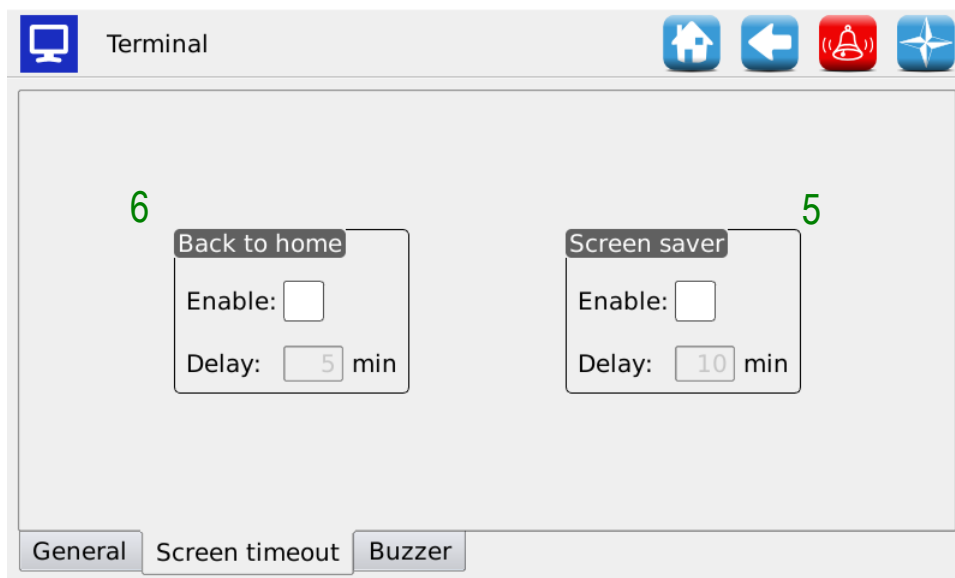 Terminal
6
5
Back to home
Screen saver
Enable:
Enable:
Delay: 5 min
Delay: 10 min
General Screen timeout Buzzer